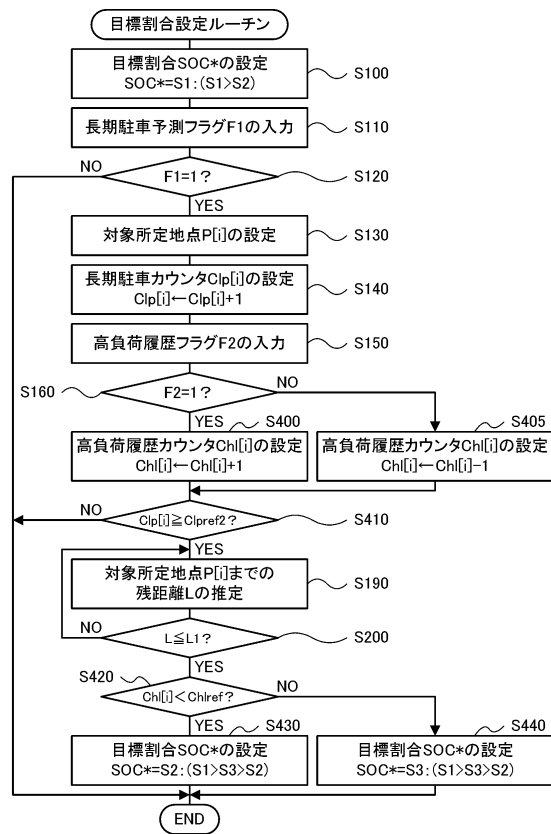 目標割合設定ルーチン
目標割合SOC*の設定
SOC*=S1:(S1>S2)
S100
長期駐車予測フラグF1の入力
S110
NO
F1=1?
S120
YES
対象所定地点P[i]の設定
S130
長期駐車カウンタClp[i]の設定
Clp[i]←Clp[i]+1
S140
高負荷履歴フラグF2の入力
S150
S160
F2=1?
NO
YES
S400
S405
高負荷履歴カウンタChl[i]の設定
Chl[i]←Chl[i]+1
高負荷履歴カウンタChl[i]の設定
Chl[i]←Chl[i]-1
NO
Clp[i]≧Clpref2?
S410
YES
対象所定地点P[i]までの
残距離Lの推定
S190
NO
L≦L1?
S200
YES
S420
Chl[i]<Chlref?
NO
YES
S430
S440
目標割合SOC*の設定
SOC*=S2:(S1>S3>S2)
目標割合SOC*の設定
SOC*=S3:(S1>S3>S2)
END